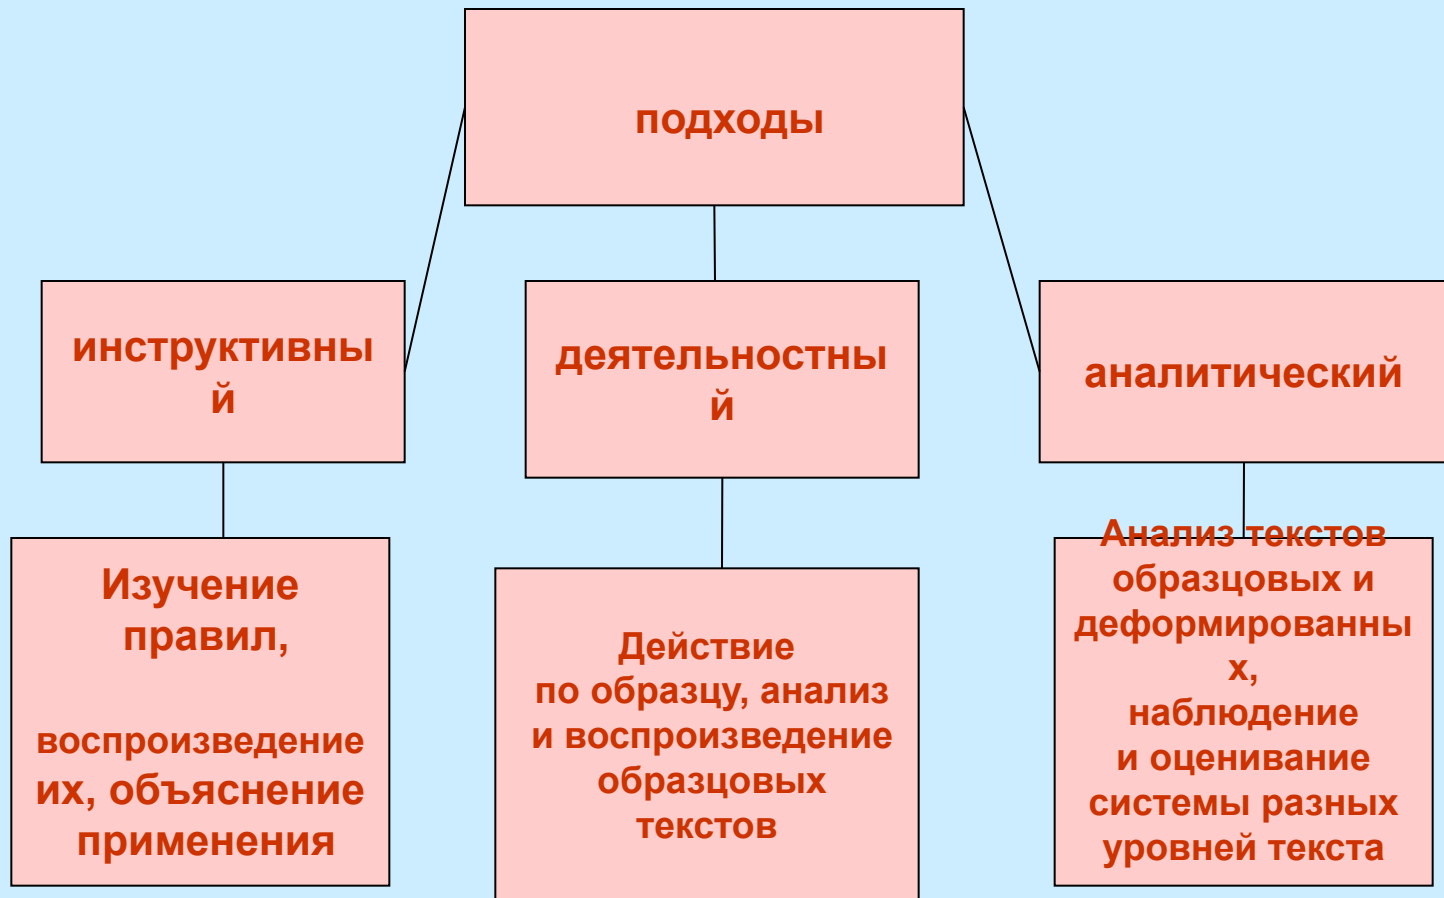 подходы
инструктивны
й
деятельностны
й
аналитический
Изучение
правил,
воспроизведение
их, объяснение
применения
Действие
по образцу, анализ
и воспроизведение
образцовых
текстов
Анализ текстов
образцовых и
деформированны
х,
наблюдение
и оценивание
системы разных
уровней текста